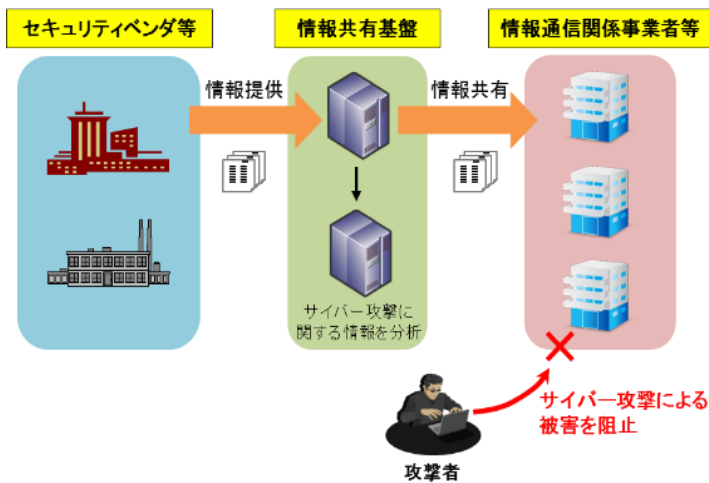 セキュリティベンダ等
情報共有基盤
情報通信関係事業者等
情報提供
情報共有
サイバー攻撃に
関する情報を分析
サイバー攻撃による
被害を阻止
攻撃者